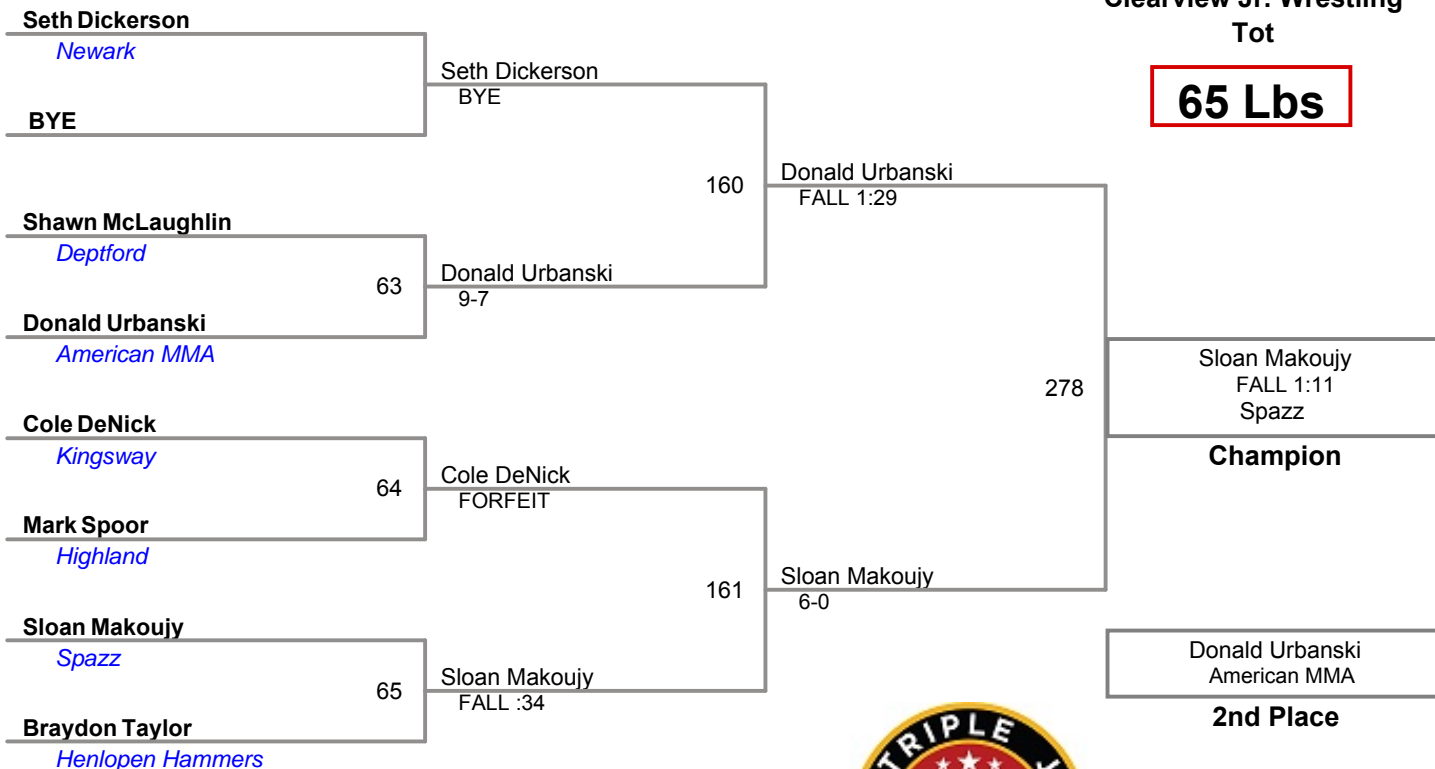 Clearview Jr. Wrestling
Tot
65 Lbs
Seth Dickerson
Newark
BYE
Shawn McLaughlin
Deptford
63
Donald Urbanski
American MMA
Cole DeNick
Kingsway
64
Mark Spoor
Highland
Sloan Makoujy
Spazz
65
Braydon Taylor
Henlopen Hammers
Seth Dickerson
BYE
160
Donald Urbanski
9-7
Cole DeNick
FORFEIT
161
Sloan Makoujy
FALL :34
Donald Urbanski
FALL 1:29
278
Sloan Makoujy
6-0
Sloan Makoujy
FALL 1:11
Spazz
Champion
Donald Urbanski
American MMA
2nd Place
TRIPLE